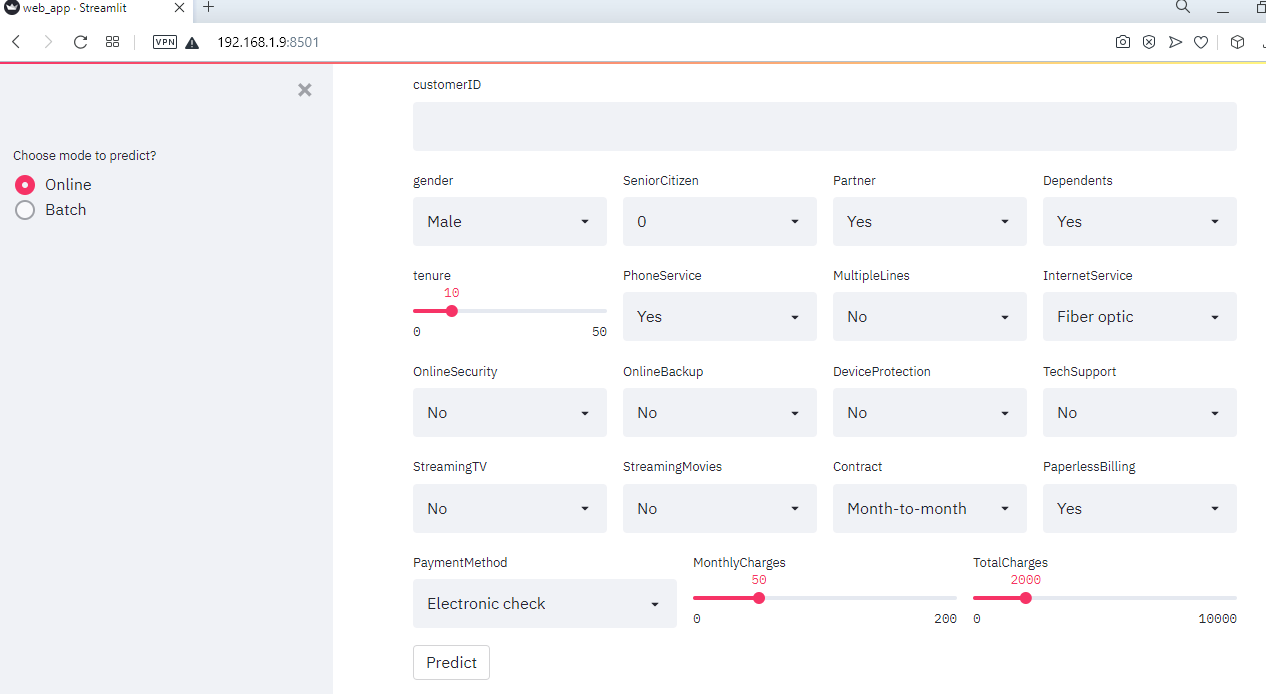 web_app · Streamlit
VPN 192.168.1.9:8501
Choose mode to predict?
Online
Batch
customerID
gender SeniorCitizen Partner Dependents
Male 0 Yes Yes
tenure PhoneService MultipleLines InternetService
10
Yes No Fiber optic
0 50
OnlineSecurity OnlineBackup DeviceProtection TechSupport
No No No No
StreamingTV StreamingMovies Contract PaperlessBilling
No No Month-to-month Yes
PaymentMethod MonthlyCharges TotalCharges
50 2000
Electronic check
0 200 0 10000
Predict